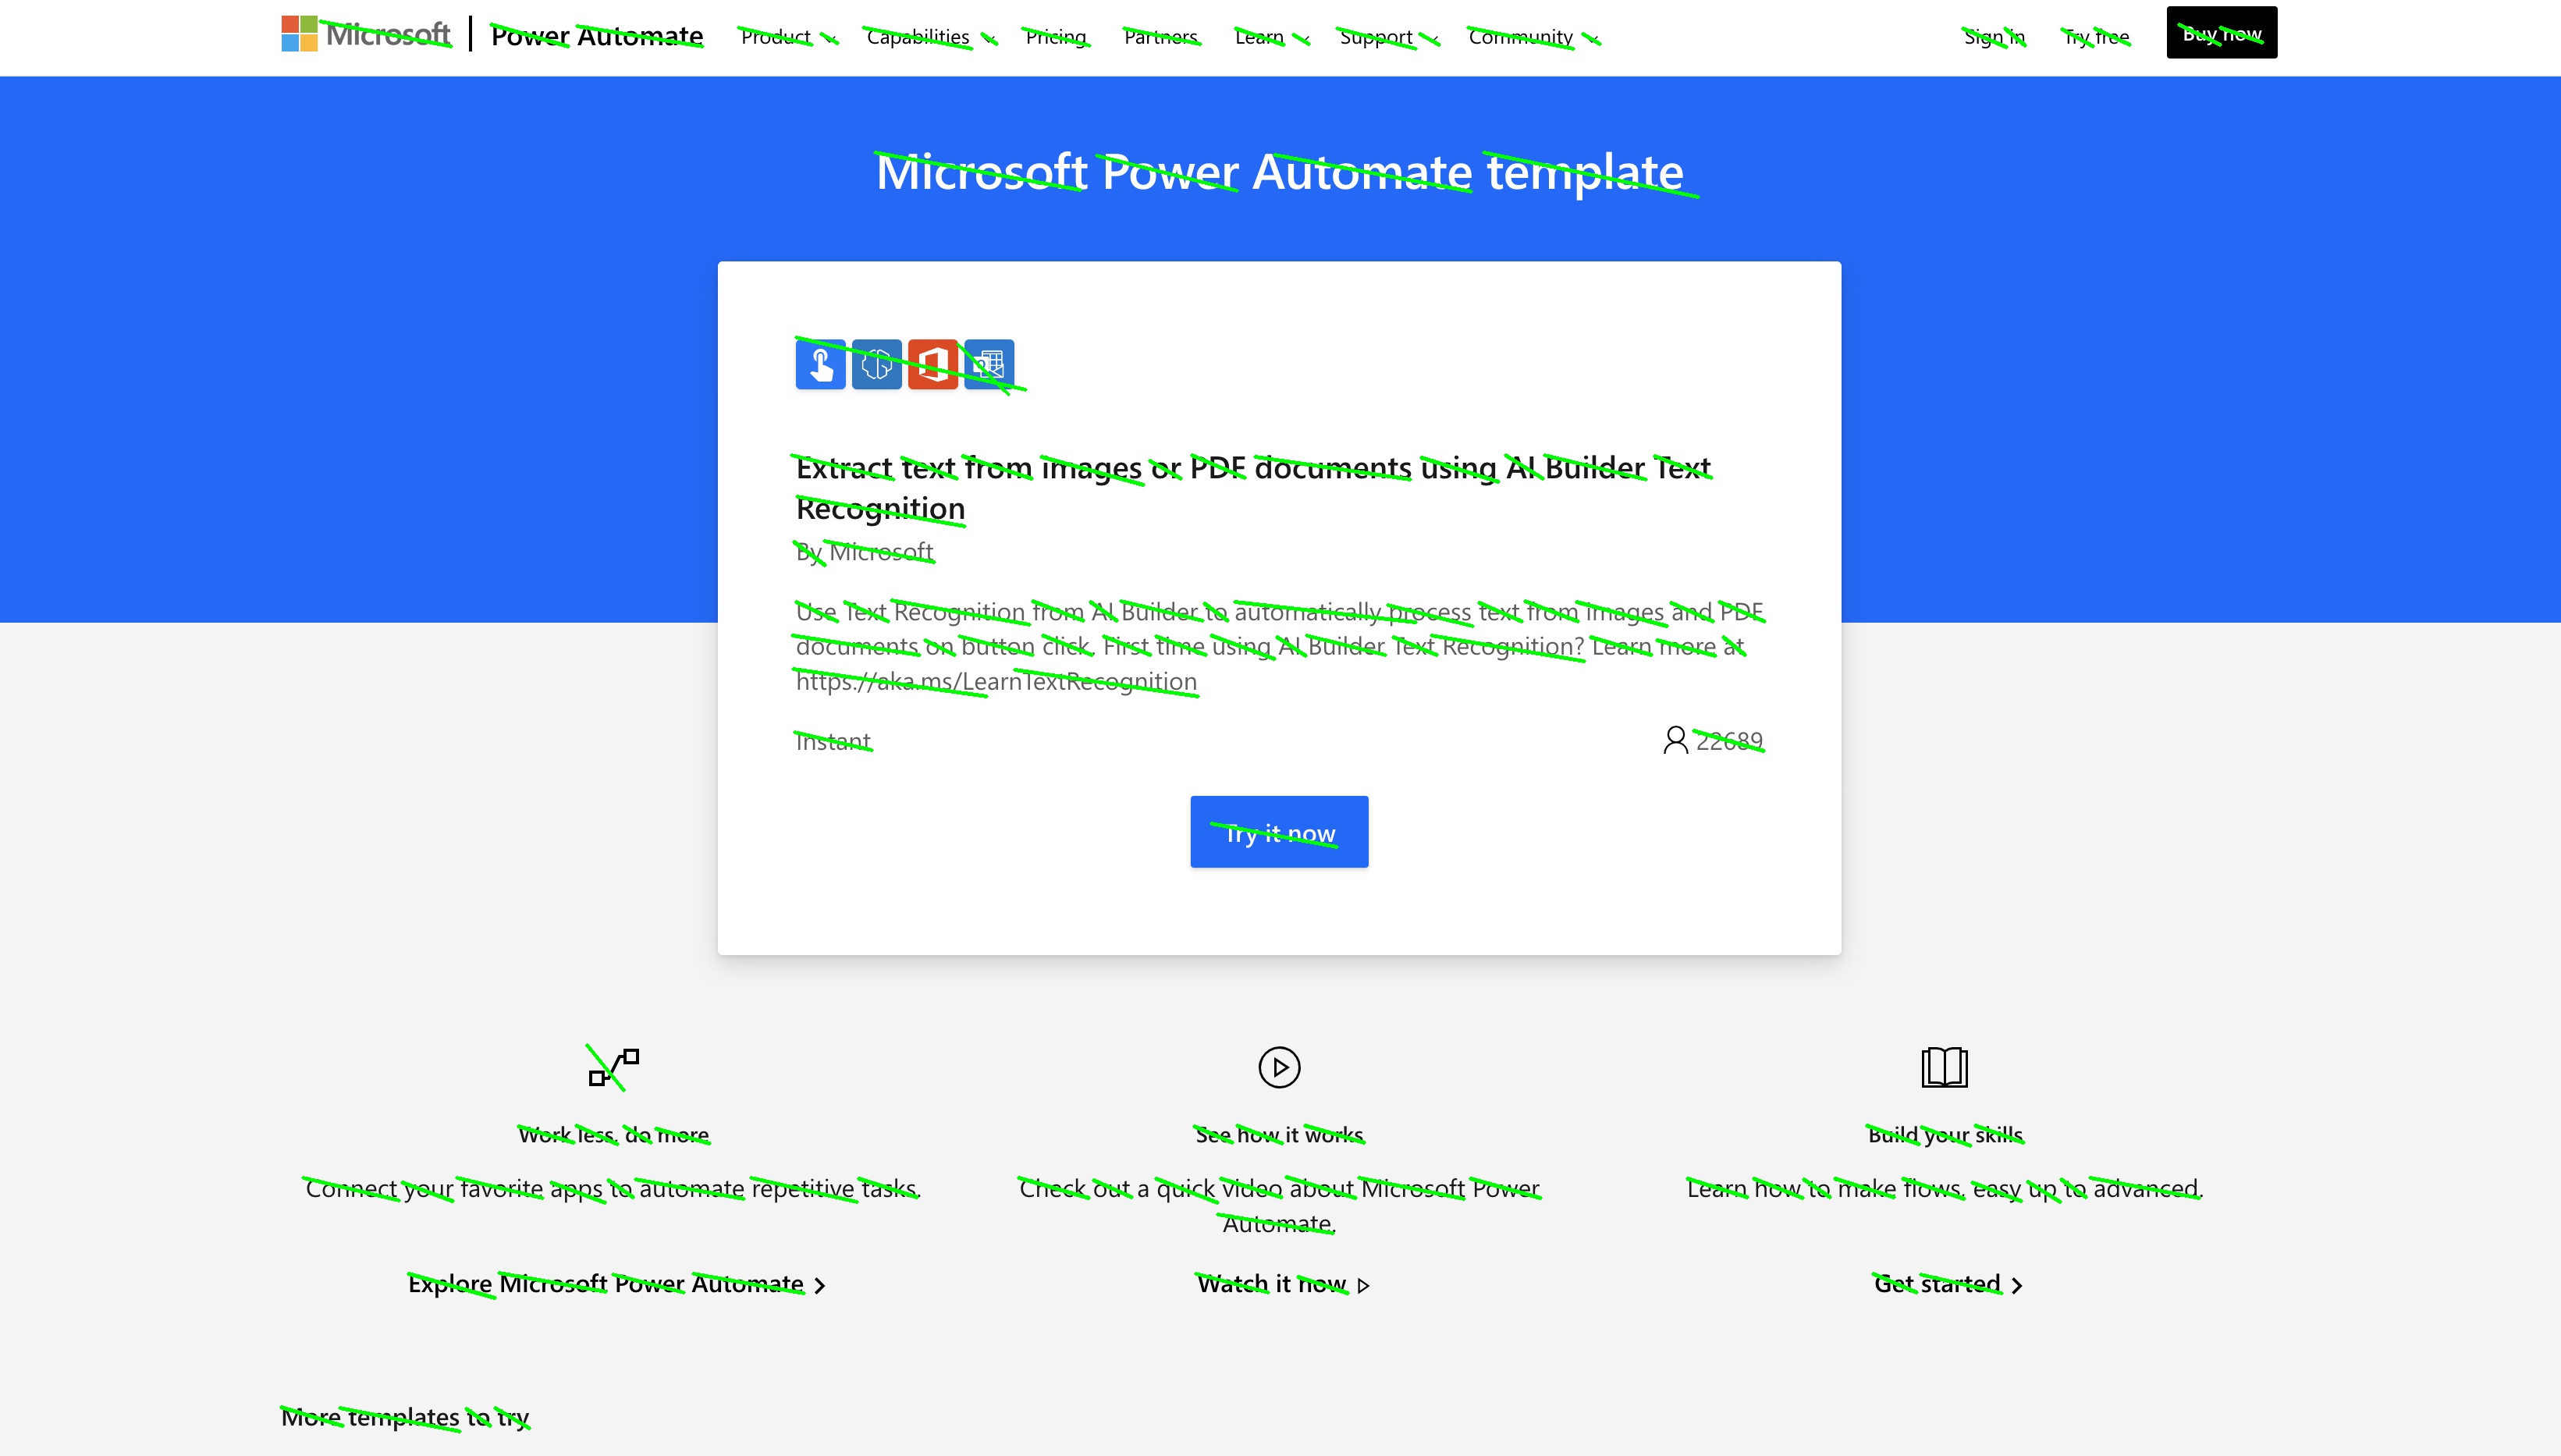 Microsoft | Power Automate Product Capabilities Pricing Partners Learn Support Community Sign in Try free Buy now
Microsoft Power Automate template
Extract text from images or PDF documents using AI Builder Text
Recognition
By Microsoft
Use Text Recognition from AI Builder to automatically process text from images and PDF
documents on button click. First time using AI Builder Text Recognition? Learn more at
https://aka.ms/LearnTextRecognition
Instant 22689
Try it now
Work less, do more
Connect your favorite apps to automate repetitive tasks.
Explore Microsoft Power Automate
See how it works
Check out a quick video about Microsoft Power
Automate.
Watch it now
Build your skills
Learn how to make flows, easy up to advanced.
Get started
More templates to try